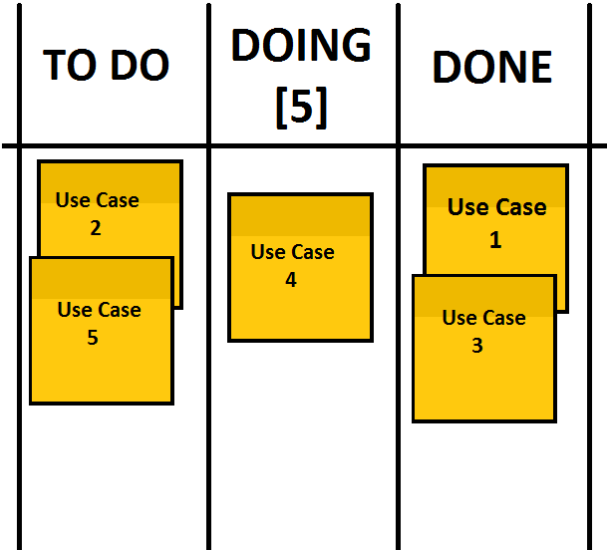 TO DO
DOING
[5]
DONE
Use Case
2
Use Case
5
Use Case
4
Use Case
1
Use Case
3